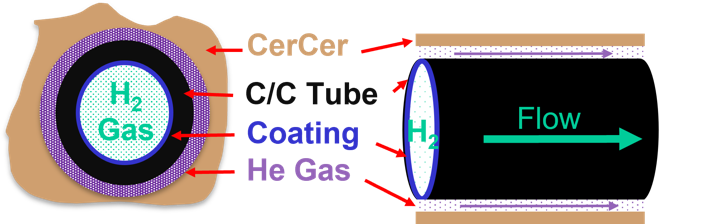 CerCer
C/C Tube
Coating
He Gas
H2
Gas
H2
Flow